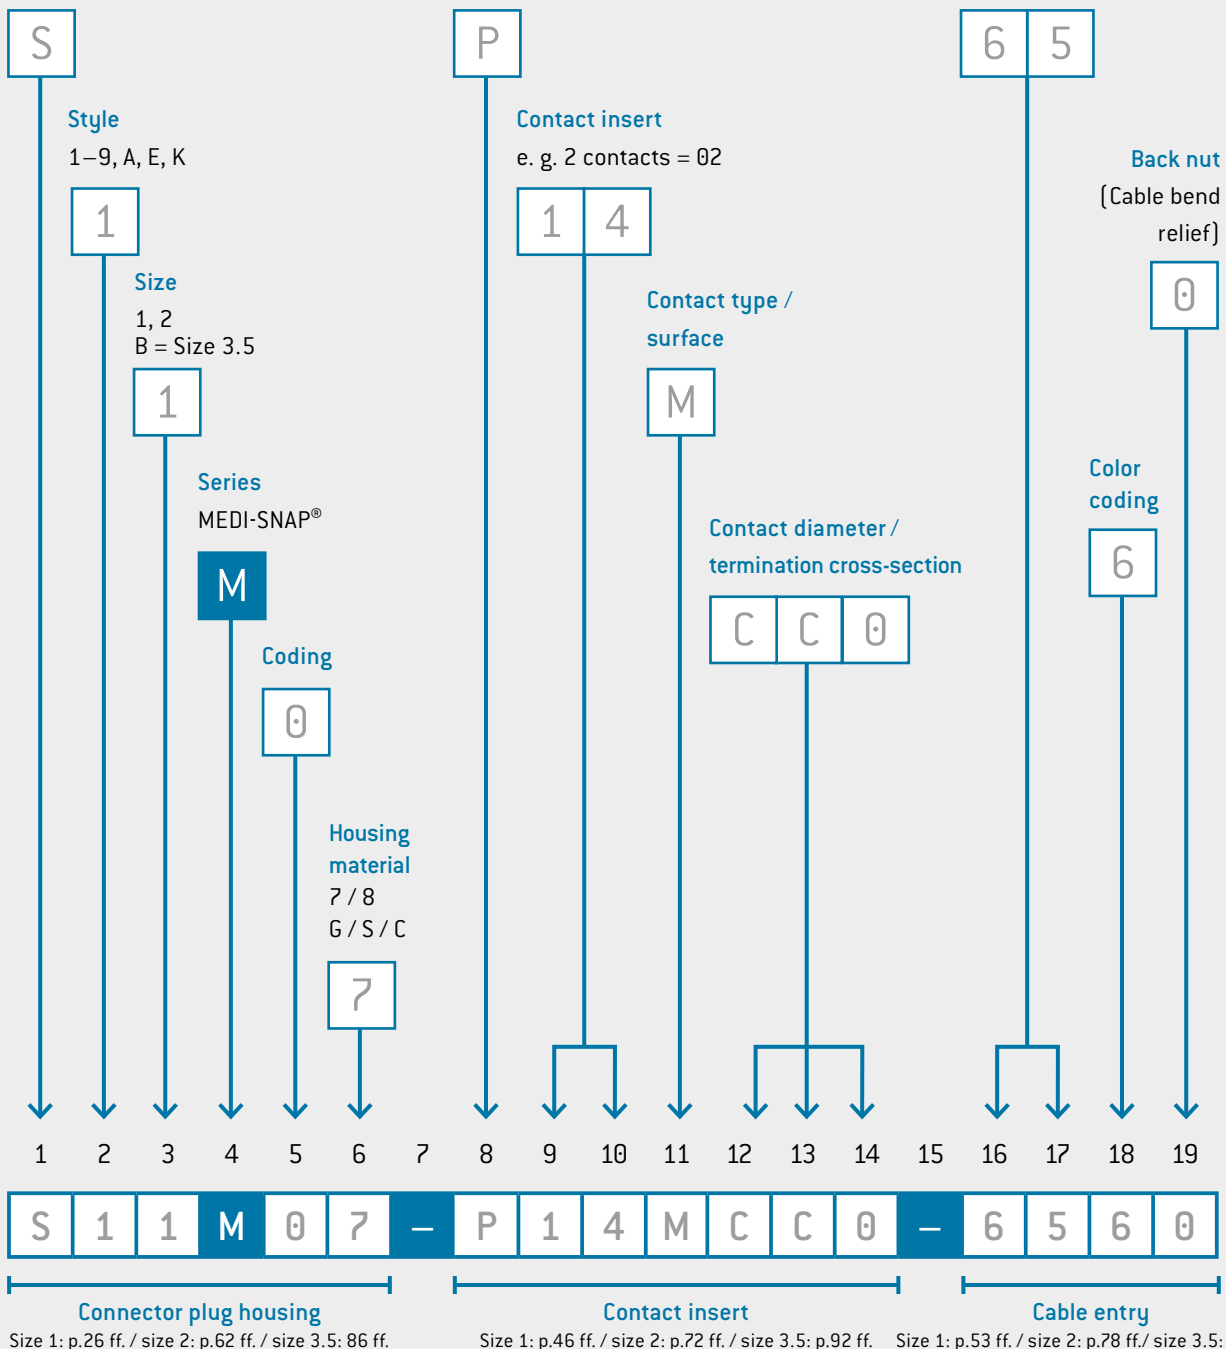 S
P
6 5
Style
1–9, A, E, K
1
Contact insert
e. g. 2 contacts = 02
1 4
Back nut
(Cable bend
relief)
0
Size
1, 2
B = Size 3.5
1
Contact type /
surface
M
Series
MEDI-SNAP®
M
Color
coding
6
Contact diameter /
termination cross-section
C C 0
Coding
0
Housing
material
7 / 8
G / S / C
7
1 2 3 4 5 6 7 8 9 10 11 12 13 14 15 16 17 18 19
S 1 1 M 0 7 – P 1 4 M C C 0 – 6 5 6 0
Connector plug housing
Size 1: p.26 ff. / size 2: p.62 ff. / size 3.5: 86 ff.
Contact insert
Size 1: p.46 ff. / size 2: p.72 ff. / size 3.5: p.92 ff.
Cable entry
Size 1: p.53 ff. / size 2: p.78 ff./ size 3.5: